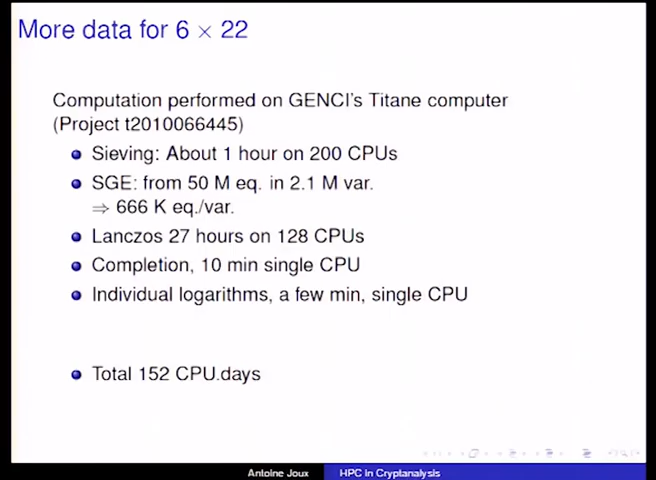 More data for 6 × 22
Computation performed on GENCI's Titane computer
(Project t2010066445)
Sieving: About 1 hour on 200 CPUs
SGE: from 50 M eq. in 2.1 M var.
⇒ 666 K eq./var.
Lanczos 27 hours on 128 CPUs
Completion, 10 min single CPU
Individual logarithms, a few min, single CPU
Total 152 CPU.days
Antoine Joux HPC in Cryptanalysis